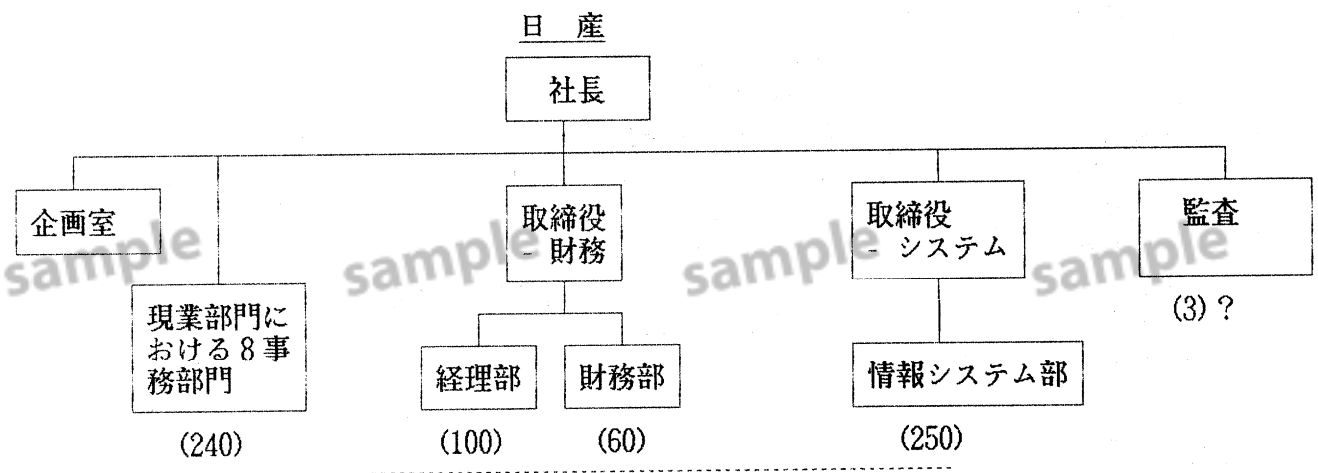 日 産
社長
企画室
取締役
- 財務
取締役
- システム
監査
(3)?
現業部門に
おける8事
務部門
経理部
財務部
情報システム部
(240)
(100)
(60)
(250)
sample
sample
sample
sample